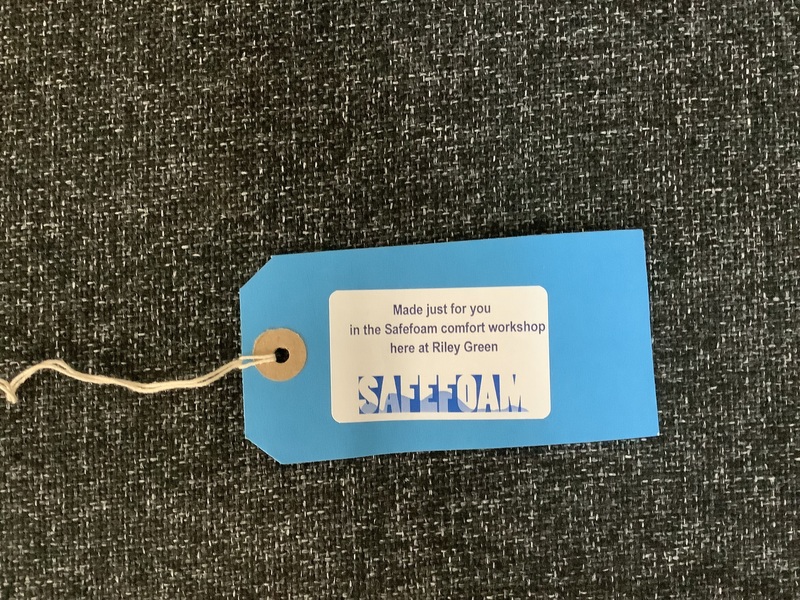 Made just for you
in the Safefoam comfort workshop
here at Riley Green
SAFEFOAM